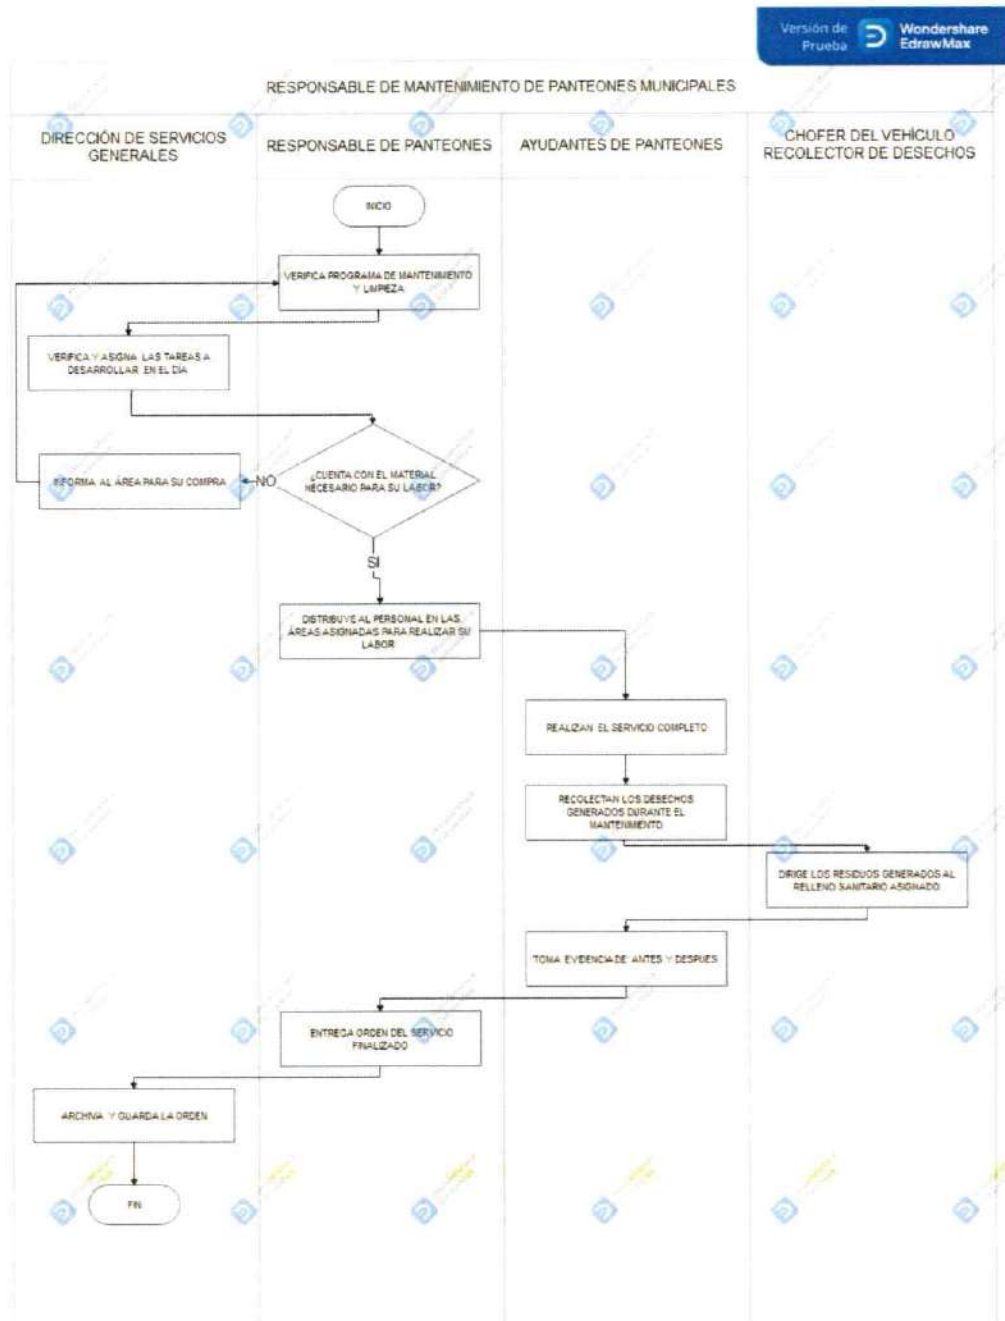 Versión de
Prueba
Wondershare
EdrawMax
RESPONSABLE DE MANTENIMIENTO DE PANTEONES MUNICIPALES
DIRECCIÓN DE SERVICIOS
GENERALES
RESPONSABLE DE PANTEONES
AYUDANTES DE PANTEONES
CHOFER DEL VEHÍCULO
RECOLECTOR DE DESECHOS
INICIO
VERIFICA PROGRAMA DE MANTENIMIENTO
Y LIMPIEZA
VERIFICA Y ASIGNA LAS TAREAS A
DESARROLLAR EN EL DIA
¿CUENTA CON EL MATERIAL
NECESARIO PARA SU LABOR?
NO
INFORMA AL ÁREA PARA SU COMPRA
SI
DISTRIBUYE AL PERSONAL EN LAS
ÁREAS ASIGNADAS PARA REALIZAR SU
LABOR
REALIZAN EL SERVICIO COMPLETO
RECOLECTAN LOS DESECHOS
GENERADOS DURANTE EL
MANTENIMIENTO
DIRIGE LOS RESIDUOS GENERADOS AL
RELLENO SANITARIO ASIGNADO
TOMA EVIDENCIA DE ANTES Y DESPUES
ENTREGA ORDEN DEL SERVICIO
FINALIZADO
ARCHIVA Y GUARDA LA ORDEN
FIN